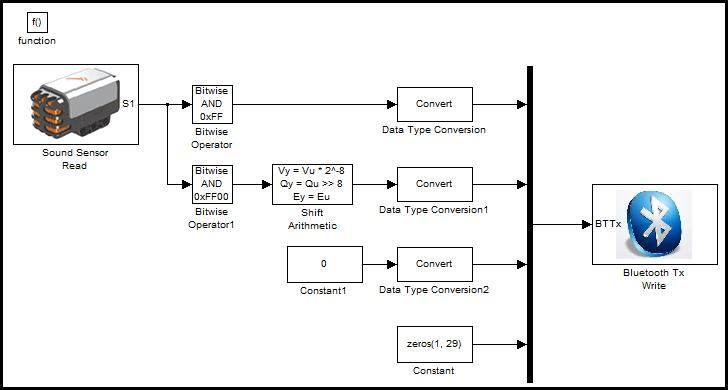 f()
function
S1
Sound Sensor
Read
Bitwise
AND
0xFF
Bitwise
Operator
Convert
Data Type Conversion
Bitwise
AND
0xFF00
Bitwise
Operator1
Vy = Vu * 2^-8
Qy = Qu >> 8
Ey = Eu
Shift
Arithmetic
Convert
Data Type Conversion1
0
Constant1
Convert
Data Type Conversion2
zeros(1, 29)
Constant
BTTx
Bluetooth Tx
Write